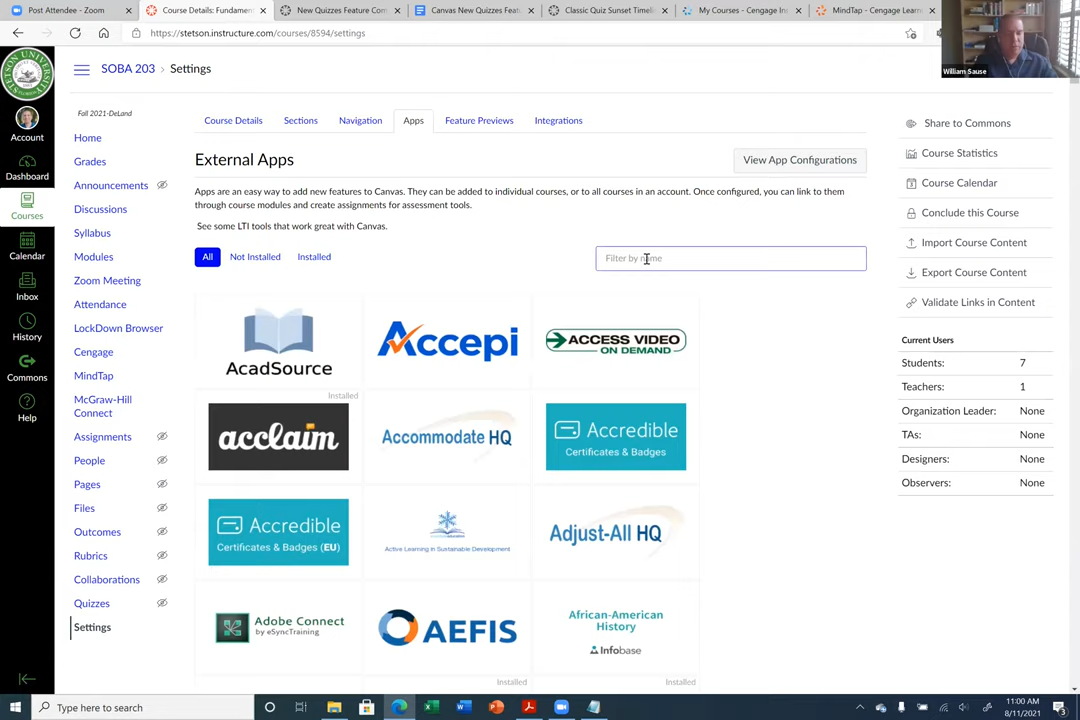 Post Attendee - Zoom
Course Details: Fundament
New Quizzes Feature Com
Canvas New Quizzes Featu
Classic Quiz Sunset Timeli
My Courses - Cengage Ins
MindTap - Cengage Learn
https://stetson.instructure.com/courses/8594/settings
William Sause
SOBA 203 › Settings
Fall 2021-DeLand
Account
Dashboard
Courses
Calendar
Inbox
History
Commons
Help
Home
Grades
Announcements
Discussions
Syllabus
Modules
Zoom Meeting
Attendance
LockDown Browser
Cengage
MindTap
McGraw-Hill
Connect
Assignments
People
Pages
Files
Outcomes
Rubrics
Collaborations
Quizzes
Settings
Course Details
Sections
Navigation
Apps
Feature Previews
Integrations
External Apps
View App Configurations
Apps are an easy way to add new features to Canvas. They can be added to individual courses, or to all courses in an account. Once configured, you can link to them
through course modules and create assignments for assessment tools.
See some LTI tools that work great with Canvas.
All
Not Installed
Installed
Filter by name
AcadSource
Accepi
ACCESS VIDEO
ON DEMAND
Installed
acclaim
Accommodate HQ
Accredible
Certificates & Badges
Accredible
Certificates & Badges (EU)
Active Learning in Sustainable Development
Adjust-All HQ
Adobe Connect
by eSyncTraining
AEFIS
African-American
History
Infobase
Installed
Installed
Share to Commons
Course Statistics
Course Calendar
Conclude this Course
Import Course Content
Export Course Content
Validate Links in Content
Current Users
Students: 7
Teachers: 1
Organization Leader: None
TAs: None
Designers: None
Observers: None
Type here to search
11:00 AM
8/11/2021
3